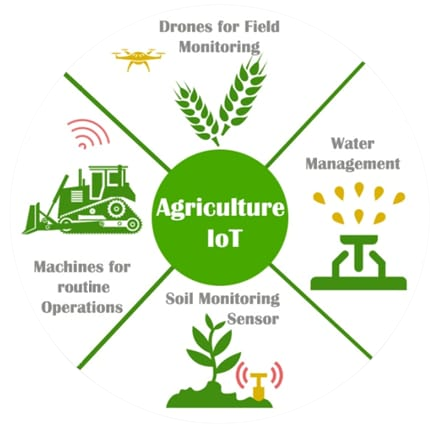 Drones for Field
Monitoring
Water
Management
Agriculture
IoT
Machines for
routine
Operations
Soil Monitoring
Sensor